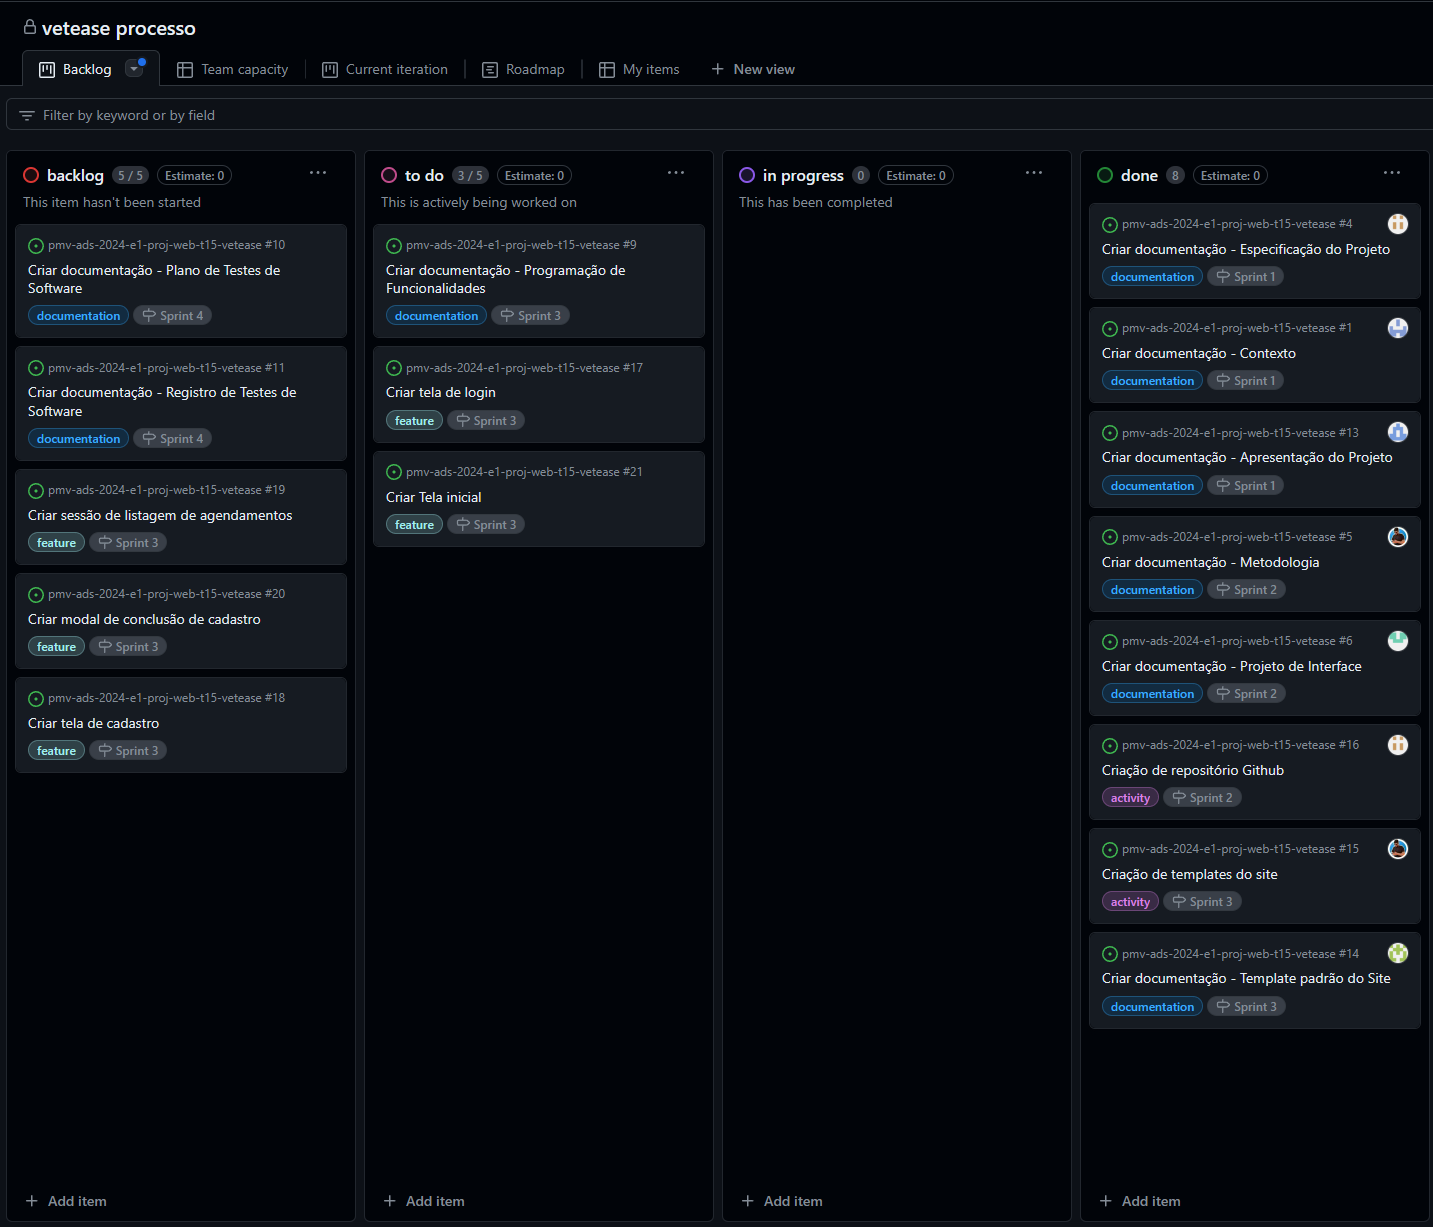 vetease processo
Backlog
Team capacity
Current iteration
Roadmap
My items
New view
Filter by keyword or by field
backlog 5 / 5 Estimate: 0
This item hasn't been started
pmv-ads-2024-e1-proj-web-t15-vetease #10
Criar documentação - Plano de Testes de
Software
documentation Sprint 4
pmv-ads-2024-e1-proj-web-t15-vetease #11
Criar documentação - Registro de Testes de
Software
documentation Sprint 4
pmv-ads-2024-e1-proj-web-t15-vetease #19
Criar sessão de listagem de agendamentos
feature Sprint 3
pmv-ads-2024-e1-proj-web-t15-vetease #20
Criar modal de conclusão de cadastro
feature Sprint 3
pmv-ads-2024-e1-proj-web-t15-vetease #18
Criar tela de cadastro
feature Sprint 3
Add item
to do 3 / 5 Estimate: 0
This is actively being worked on
pmv-ads-2024-e1-proj-web-t15-vetease #9
Criar documentação - Programação de
Funcionalidades
documentation Sprint 3
pmv-ads-2024-e1-proj-web-t15-vetease #17
Criar tela de login
feature Sprint 3
pmv-ads-2024-e1-proj-web-t15-vetease #21
Criar Tela inicial
feature Sprint 3
Add item
in progress 0 Estimate: 0
This has been completed
Add item
done 8 Estimate: 0
pmv-ads-2024-e1-proj-web-t15-vetease #4
Criar documentação - Especificação do Projeto
documentation Sprint 1
pmv-ads-2024-e1-proj-web-t15-vetease #1
Criar documentação - Contexto
documentation Sprint 1
pmv-ads-2024-e1-proj-web-t15-vetease #13
Criar documentação - Apresentação do Projeto
documentation Sprint 1
pmv-ads-2024-e1-proj-web-t15-vetease #5
Criar documentação - Metodologia
documentation Sprint 2
pmv-ads-2024-e1-proj-web-t15-vetease #6
Criar documentação - Projeto de Interface
documentation Sprint 2
pmv-ads-2024-e1-proj-web-t15-vetease #16
Criação de repositório Github
activity Sprint 2
pmv-ads-2024-e1-proj-web-t15-vetease #15
Criação de templates do site
activity Sprint 3
pmv-ads-2024-e1-proj-web-t15-vetease #14
Criar documentação - Template padrão do Site
documentation Sprint 3
Add item